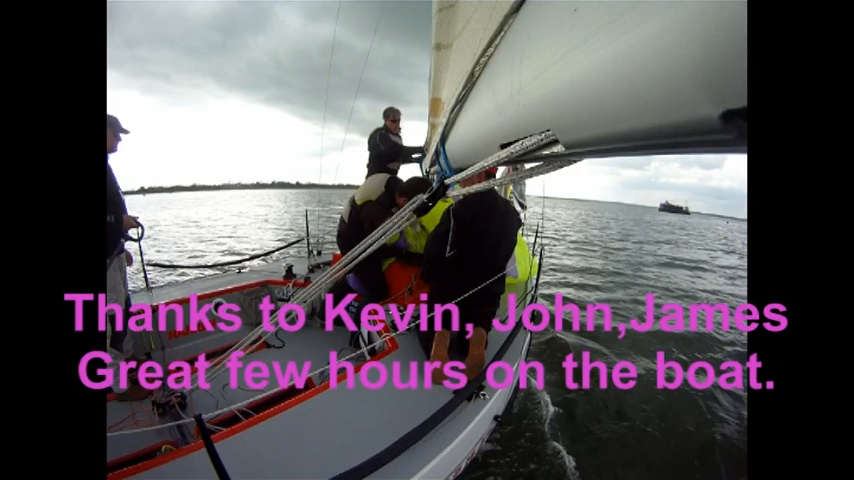 Thanks to Kevin, John,James
Great few hours on the boat.